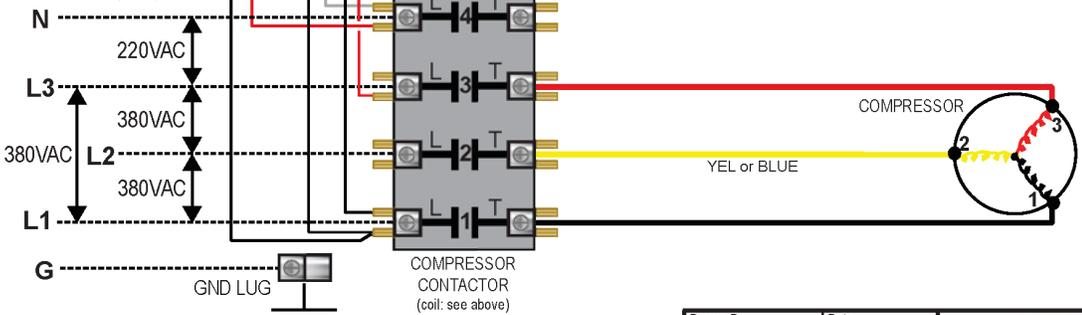 L 4 T
N
220VAC
L3 L 3 T
COMPRESSOR
3
380VAC
380VAC L2 L 2 T 2
YEL or BLUE
380VAC
1
L1 L 1 T
G
GND LUG
COMPRESSOR
CONTACTOR
(coil: see above)